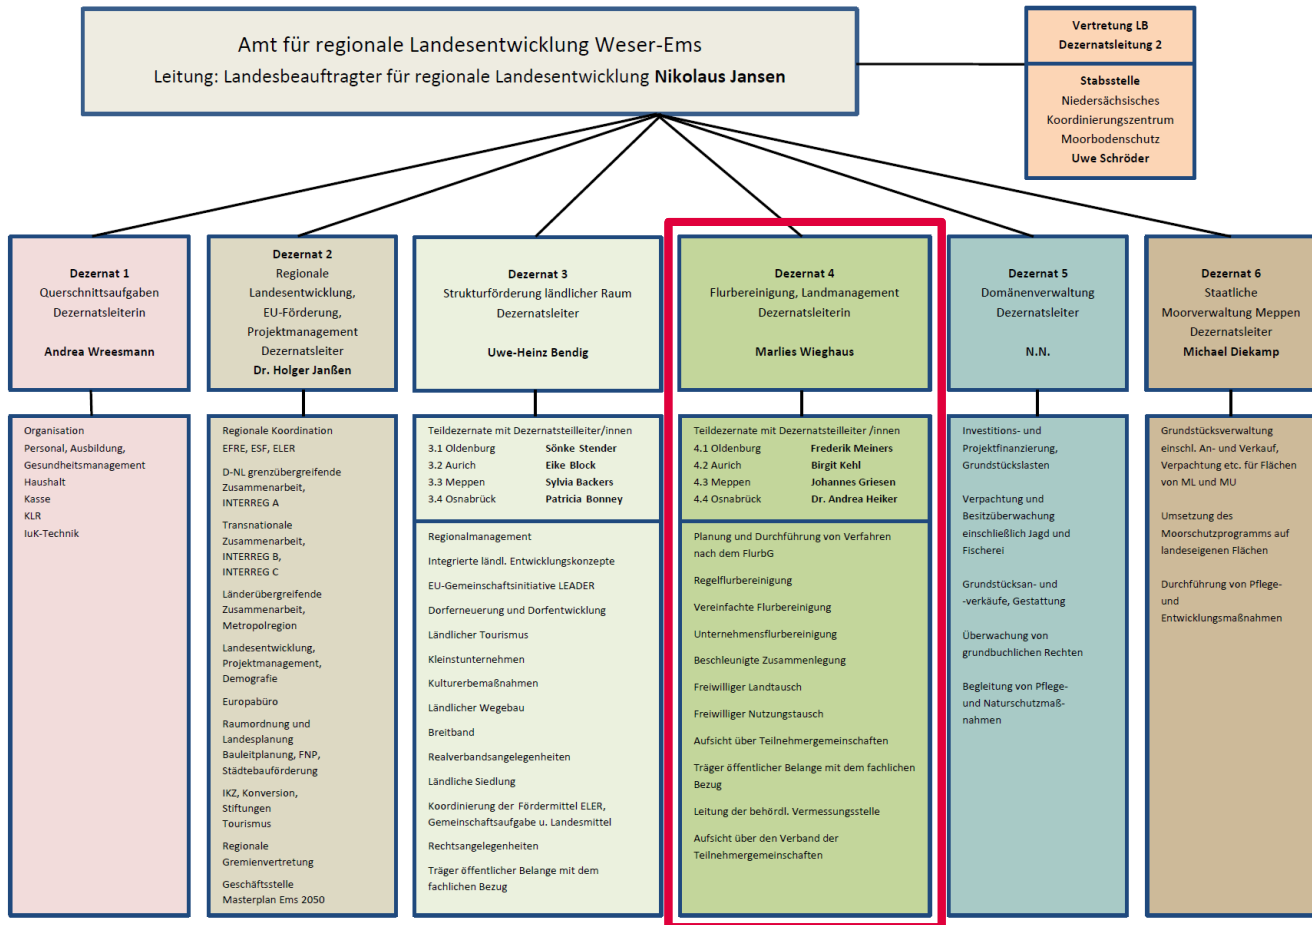 Amt für regionale Landesentwicklung Weser-Ems
Leitung: Landesbeauftragter für regionale Landesentwicklung Nikolaus Jansen
Vertretung LB
Dezernatsleitung 2
Stabsstelle
Niedersächsisches
Koordinierungszentrum
Moorbodenschutz
Uwe Schröder
Dezernat 1
Querschnittsaufgaben
Dezernatsleiterin
Andrea Wreesmann
Organisation
Personal, Ausbildung,
Gesundheitsmanagement
Haushalt
Kasse
KLR
IuK-Technik
Dezernat 2
Regionale
Landesentwicklung,
EU-Förderung,
Projektmanagement
Dezernatsleiter
Dr. Holger Janßen
Regionale Koordination
EFRE, ESF, ELER
D-NL grenzübergreifende
Zusammenarbeit,
INTERREG A
Transnationale
Zusammenarbeit,
INTERREG B,
INTERREG C
Länderübergreifende
Zusammenarbeit,
Metropolregion
Landesentwicklung,
Projektmanagement,
Demografie
Europabüro
Raumordnung und
Landesplanung
Bauleitplanung, FNP,
Städtebauförderung
IKZ, Konversion,
Stiftungen
Tourismus
Regionale
Gremienvertretung
Geschäftsstelle
Masterplan Ems 2050
Dezernat 3
Strukturförderung ländlicher Raum
Dezernatsleiter
Uwe-Heinz Bendig
Teildezernate mit Dezernatsteilleiter/innen
3.1 Oldenburg Sönke Stender
3.2 Aurich Eike Block
3.3 Meppen Sylvia Backers
3.4 Osnabrück Patricia Bonney
Regionalmanagement
Integrierte ländl. Entwicklungskonzepte
EU-Gemeinschaftsinitiative LEADER
Dorferneuerung und Dorfentwicklung
Ländlicher Tourismus
Kleinstunternehmen
Kulturerbemaßnahmen
Ländlicher Wegebau
Breitband
Realverbandsangelegenheiten
Ländliche Siedlung
Koordinierung der Fördermittel ELER,
Gemeinschaftsaufgabe u. Landesmittel
Rechtsangelegenheiten
Träger öffentlicher Belange mit dem
fachlichen Bezug
Dezernat 4
Flurbereinigung, Landmanagement
Dezernatsleiterin
Marlies Wieghaus
Teildezernate mit Dezernatsteilleiter /innen
4.1 Oldenburg Frederik Meiners
4.2 Aurich Birgit Kehl
4.3 Meppen Johannes Griesen
4.4 Osnabrück Dr. Andrea Heiker
Planung und Durchführung von Verfahren
nach dem FlurbG
Regelflurbereinigung
Vereinfachte Flurbereinigung
Unternehmensflurbereinigung
Beschleunigte Zusammenlegung
Freiwilliger Landtausch
Freiwilliger Nutzungstausch
Aufsicht über Teilnehmergemeinschaften
Träger öffentlicher Belange mit dem fachlichen
Bezug
Leitung der behördl. Vermessungsstelle
Aufsicht über den Verband der
Teilnehmergemeinschaften
Dezernat 5
Domänenverwaltung
Dezernatsleiter
N.N.
Investitions- und
Projektfinanzierung,
Grundstückslasten
Verpachtung und
Besitzüberwachung
einschließlich Jagd und
Fischerei
Grundstücksan- und
-verkäufe, Gestattung
Überwachung von
grundbuchlichen Rechten
Begleitung von Pflege-
und Naturschutzmaß-
nahmen
Dezernat 6
Staatliche
Moorverwaltung Meppen
Dezernatsleiter
Michael Diekamp
Grundstücksverwaltung
einschl. An- und Verkauf,
Verpachtung etc. für Flächen
von ML und MU
Umsetzung des
Moorschutzprogramms auf
landeseigenen Flächen
Durchführung von Pflege-
und
Entwicklungsmaßnahmen